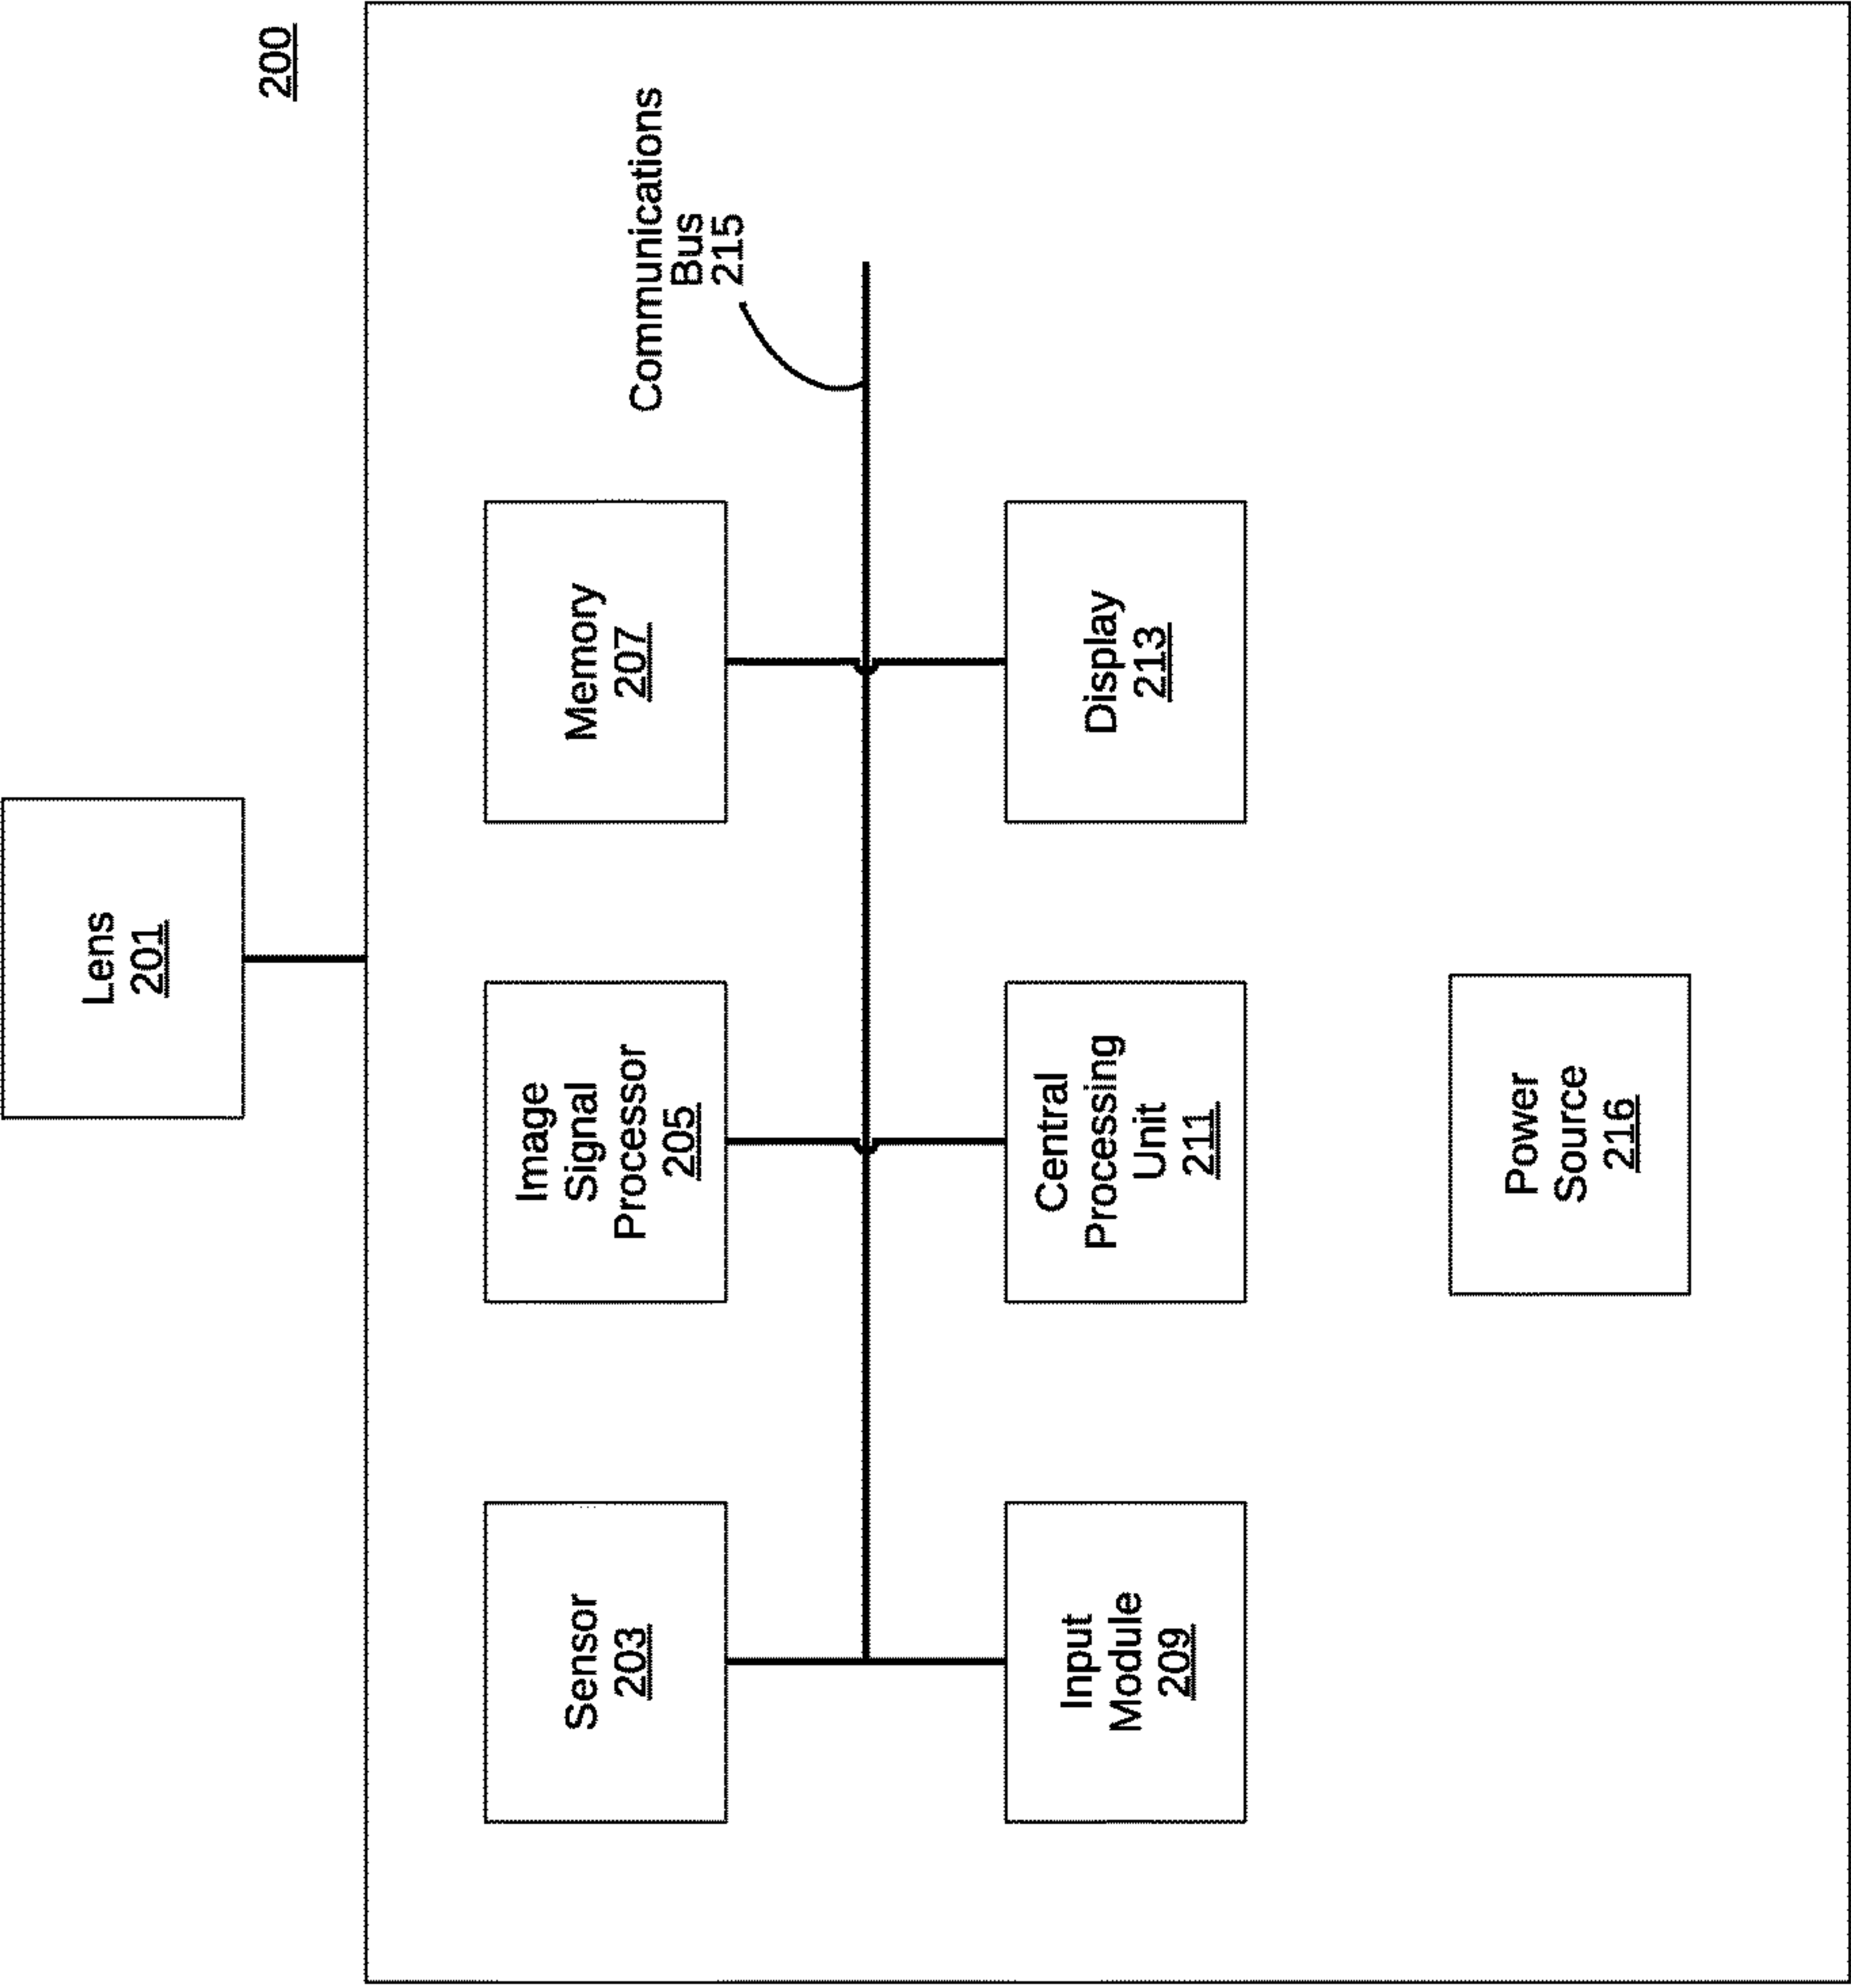 200
Lens
201
Sensor
203
Image
Signal
Processor
205
Memory
207
Communications
Bus
215
Input
Module
209
Central
Processing
Unit
211
Display
213
Power
Source
216